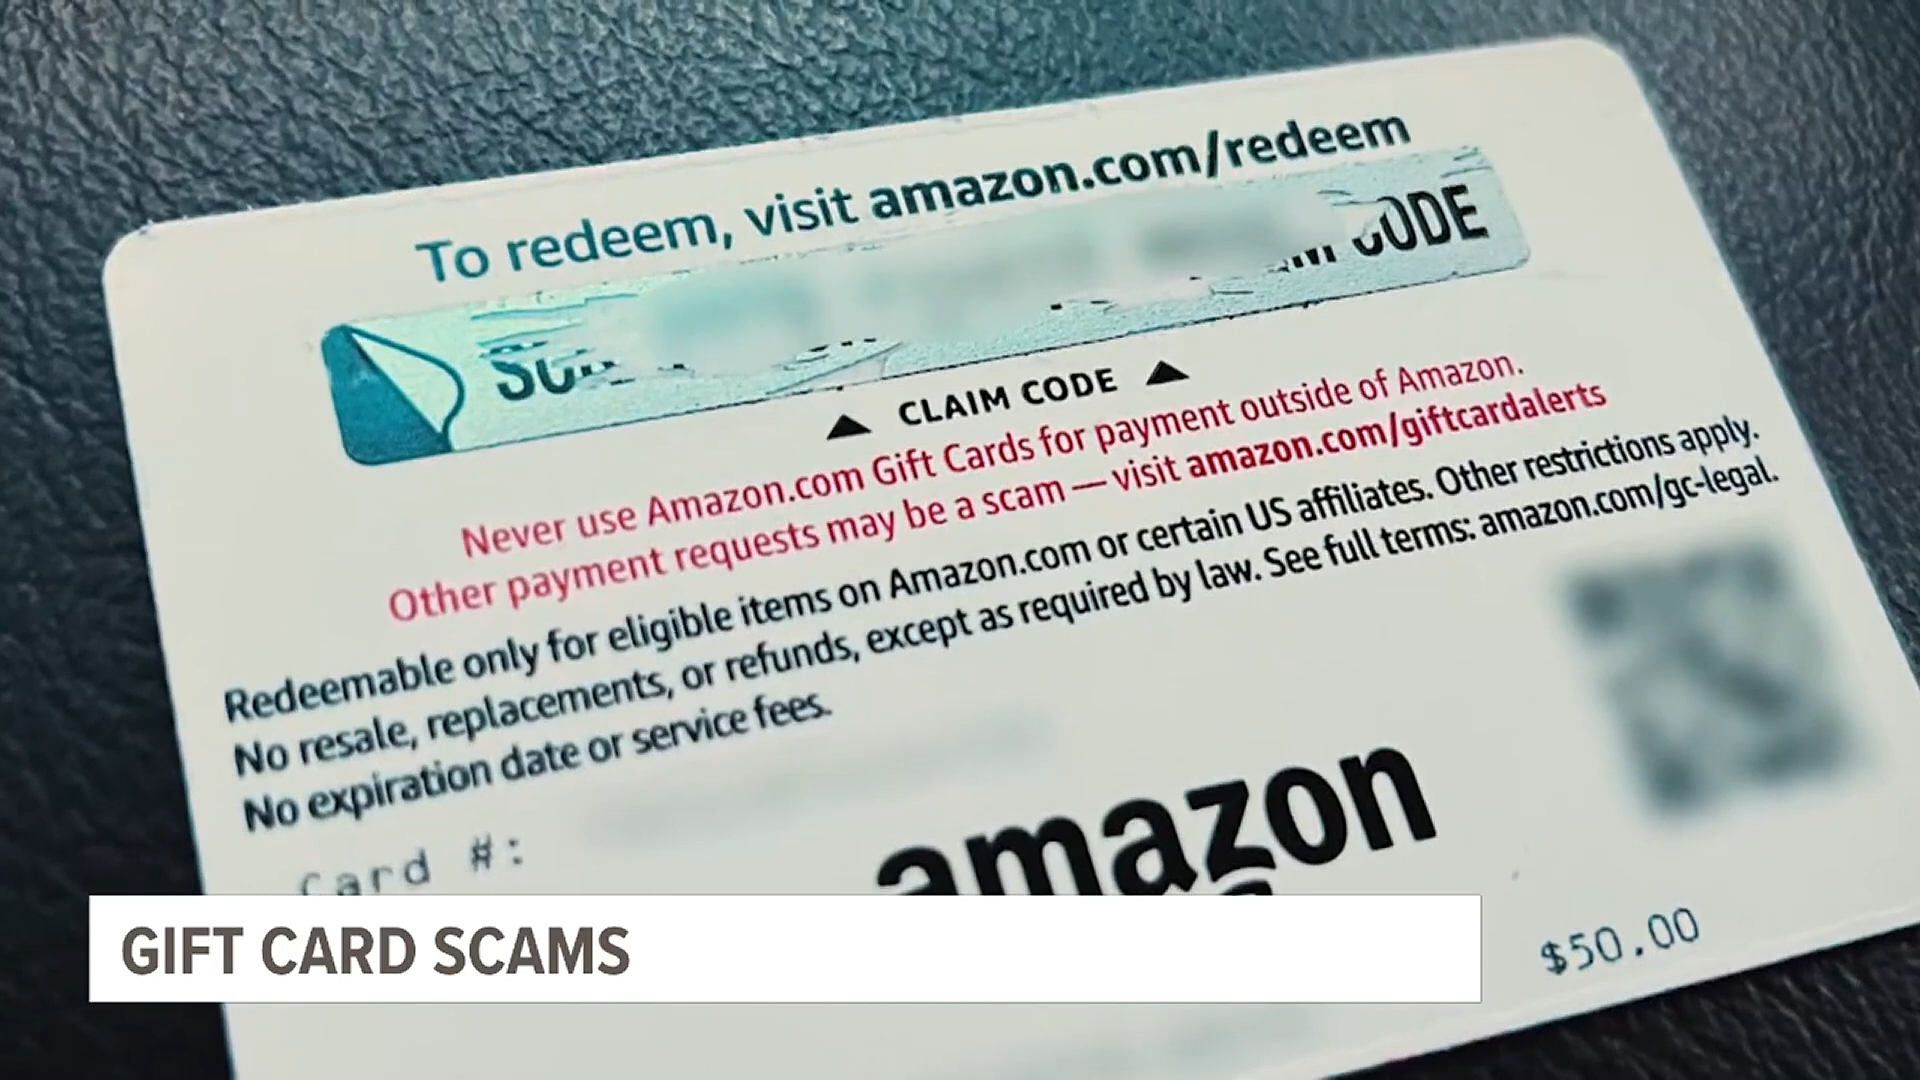 To redeem, visit amazon.com/redeem
CODE
CLAIM CODE
Never use Amazon.com Gift Cards for payment outside of Amazon.
Other payment requests may be a scam — visit amazon.com/giftcardalerts
Redeemable only for eligible items on Amazon.com or certain US affiliates. Other restrictions apply.
No resale, replacements, or refunds, except as required by law. See full terms: amazon.com/gc-legal.
No expiration date or service fees.
Card #:
amazon
$50.00
GIFT CARD SCAMS